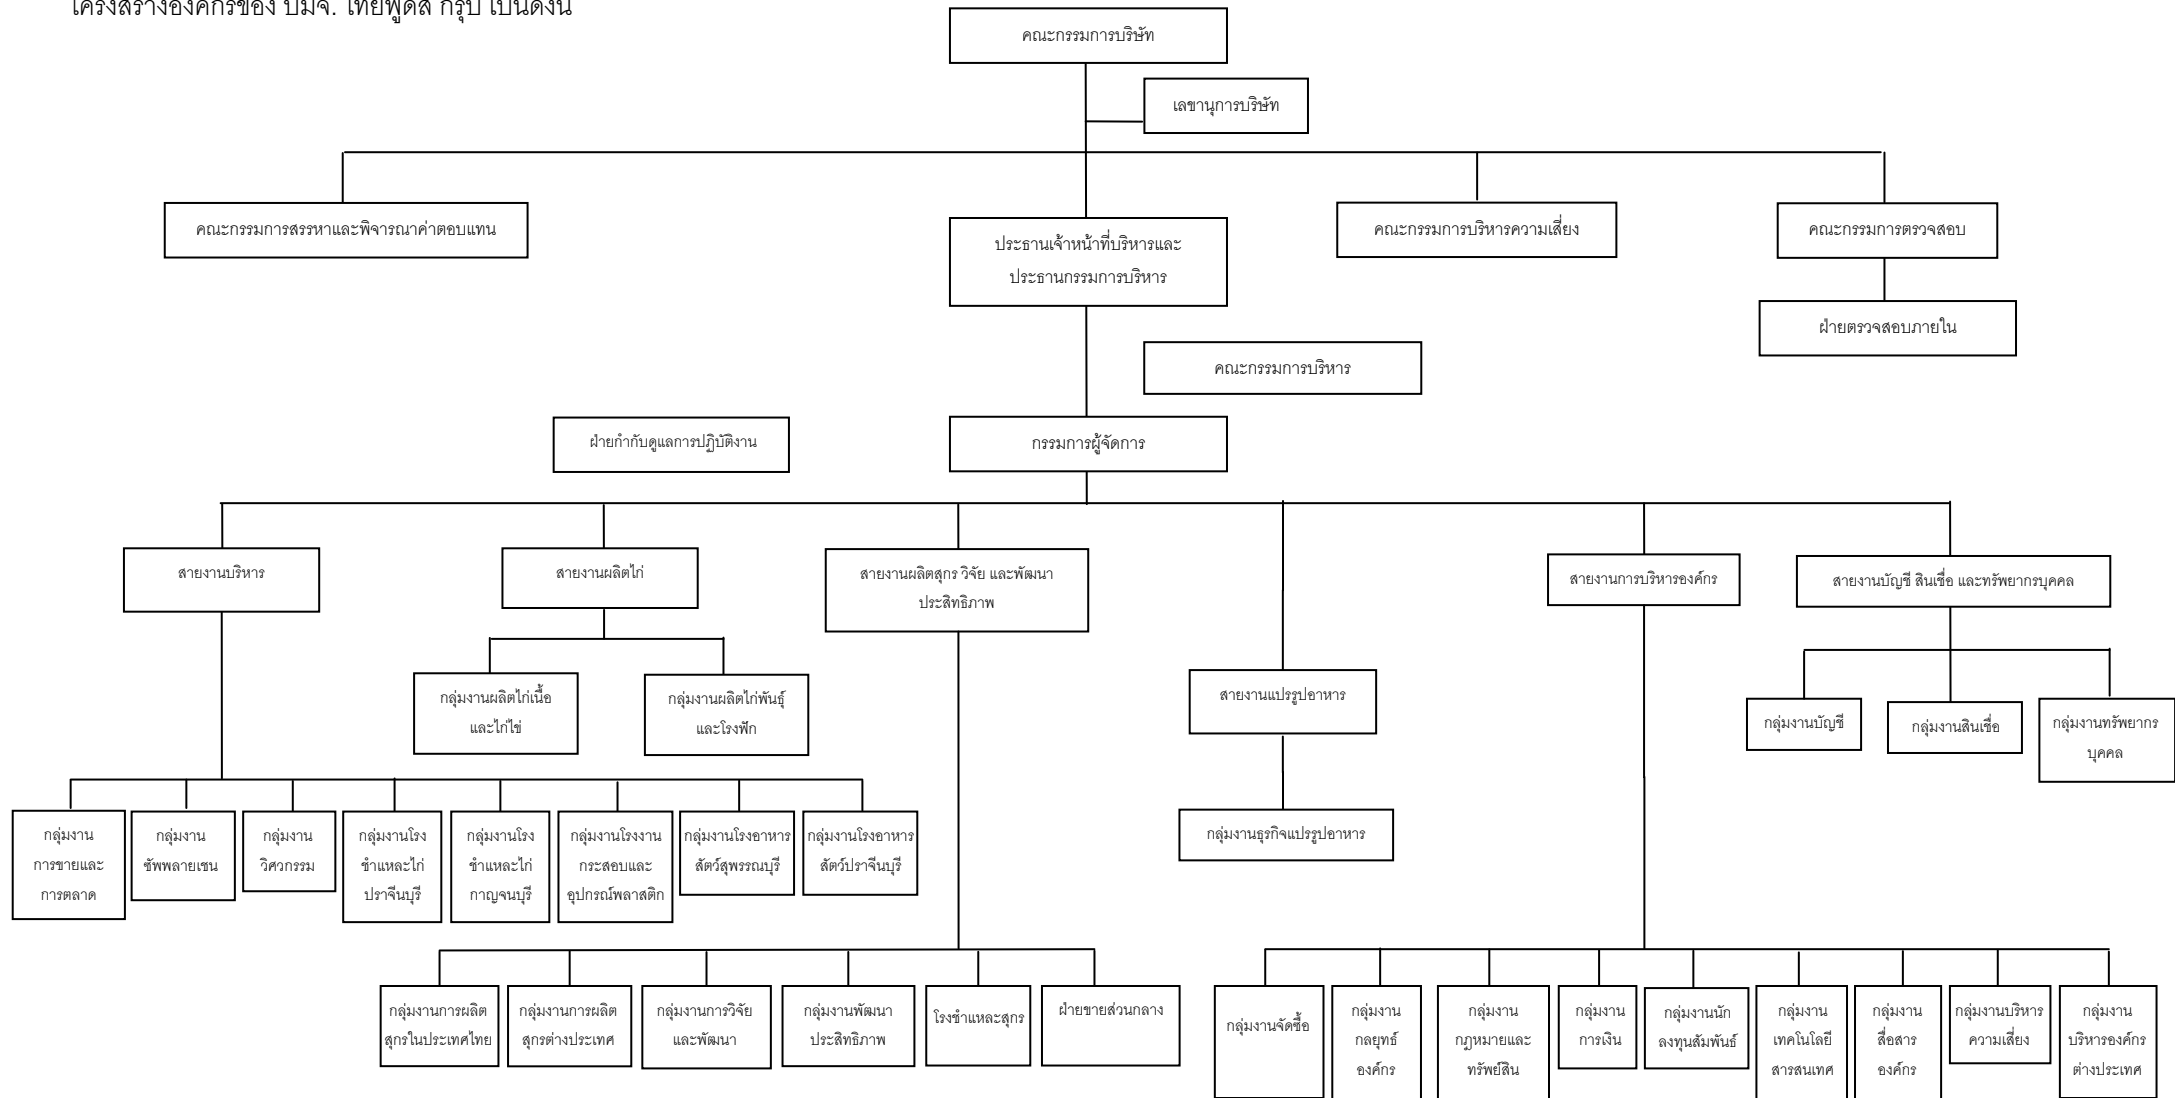 โครงสร้างองค์กรของ บมจ. ไทยฟู้ดส์ กรุ๊ป เป็นดังนี้
คณะกรรมการบริษัท
เลขานุการบริษัท
คณะกรรมการสรรหาและพิจารณาค่าตอบแทน
ประธานเจ้าหน้าที่บริหารและ
ประธานกรรมการบริหาร
คณะกรรมการบริหารความเสี่ยง
คณะกรรมการตรวจสอบ
ฝ่ายตรวจสอบภายใน
คณะกรรมการบริหาร
ฝ่ายกำกับดูแลการปฏิบัติงาน
กรรมการผู้จัดการ
สายงานบริหาร
สายงานผลิตไก่
สายงานผลิตสุกร วิจัย และพัฒนา
ประสิทธิภาพ
สายงานการบริหารองค์กร
สายงานบัญชี สินเชื่อ และทรัพยากรบุคคล
กลุ่มงานผลิตไก่เนื้อ
และไก่ไข่
กลุ่มงานผลิตไก่พันธุ์
และโรงฟัก
สายงานแปรรูปอาหาร
กลุ่มงานบัญชี
กลุ่มงานสินเชื่อ
กลุ่มงานทรัพยากร
บุคคล
กลุ่มงาน
การขายและ
การตลาด
กลุ่มงาน
ซัพพลายเชน
กลุ่มงาน
วิศวกรรม
กลุ่มงานโรง
ชำแหละไก่
ปราจีนบุรี
กลุ่มงานโรง
ชำแหละไก่
กาญจนบุรี
กลุ่มงานโรงงาน
กระสอบและ
อุปกรณ์พลาสติก
กลุ่มงานโรงอาหาร
สัตว์สุพรรณบุรี
กลุ่มงานโรงอาหาร
สัตว์ปราจีนบุรี
กลุ่มงานธุรกิจแปรรูปอาหาร
กลุ่มงานการผลิต
สุกรในประเทศไทย
กลุ่มงานการผลิต
สุกรต่างประเทศ
กลุ่มงานการวิจัย
และพัฒนา
กลุ่มงานพัฒนา
ประสิทธิภาพ
โรงชำแหละสุกร
ฝ่ายขายส่วนกลาง
กลุ่มงานจัดซื้อ
กลุ่มงาน
กลยุทธ์
องค์กร
กลุ่มงาน
กฎหมายและ
ทรัพย์สิน
กลุ่มงาน
การเงิน
กลุ่มงานนัก
ลงทุนสัมพันธ์
กลุ่มงาน
เทคโนโลยี
สารสนเทศ
กลุ่มงาน
สื่อสาร
องค์กร
กลุ่มงานบริหาร
ความเสี่ยง
กลุ่มงาน
บริหารองค์กร
ต่างประเทศ